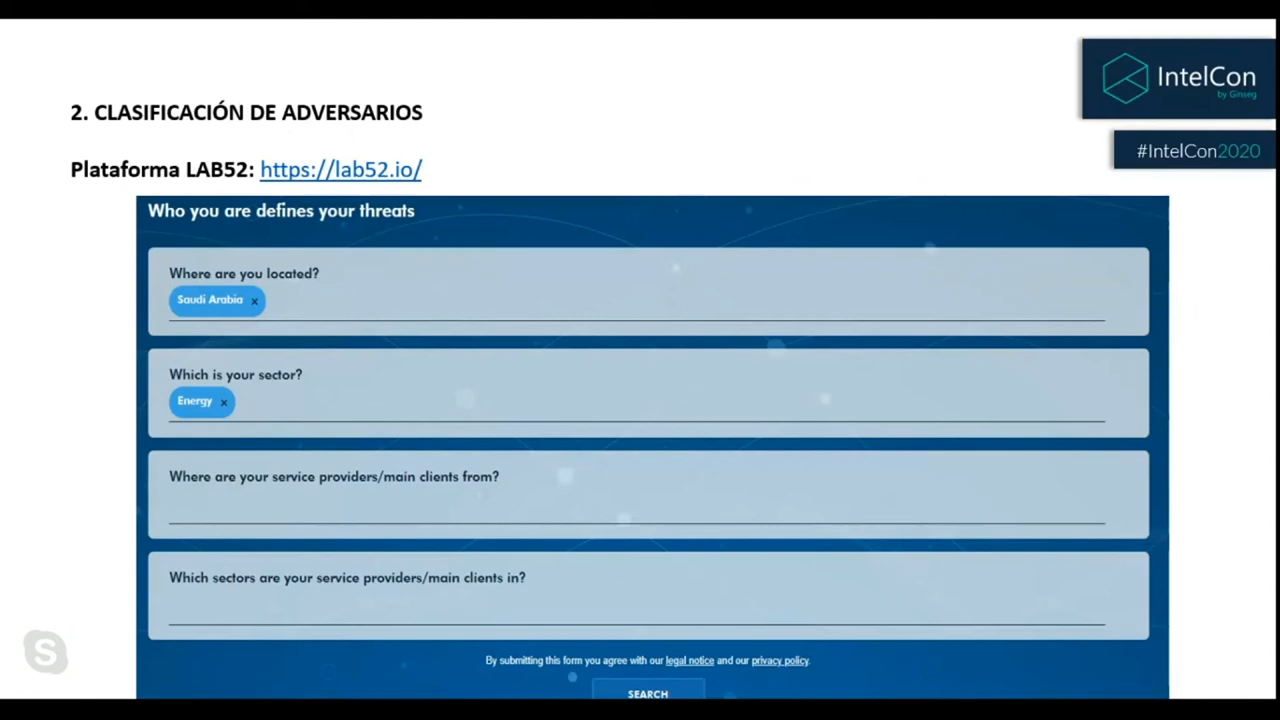 IntelCon
by Ginseg
#IntelCon2020
2. CLASIFICACIÓN DE ADVERSARIOS
Plataforma LAB52: https://lab52.io/
Who you are defines your threats
Where are you located?
Saudi Arabia ×
Which is your sector?
Energy ×
Where are your service providers/main clients from?
Which sectors are your service providers/main clients in?
By submitting this form you agree with our legal notice and our privacy policy.
SEARCH
S